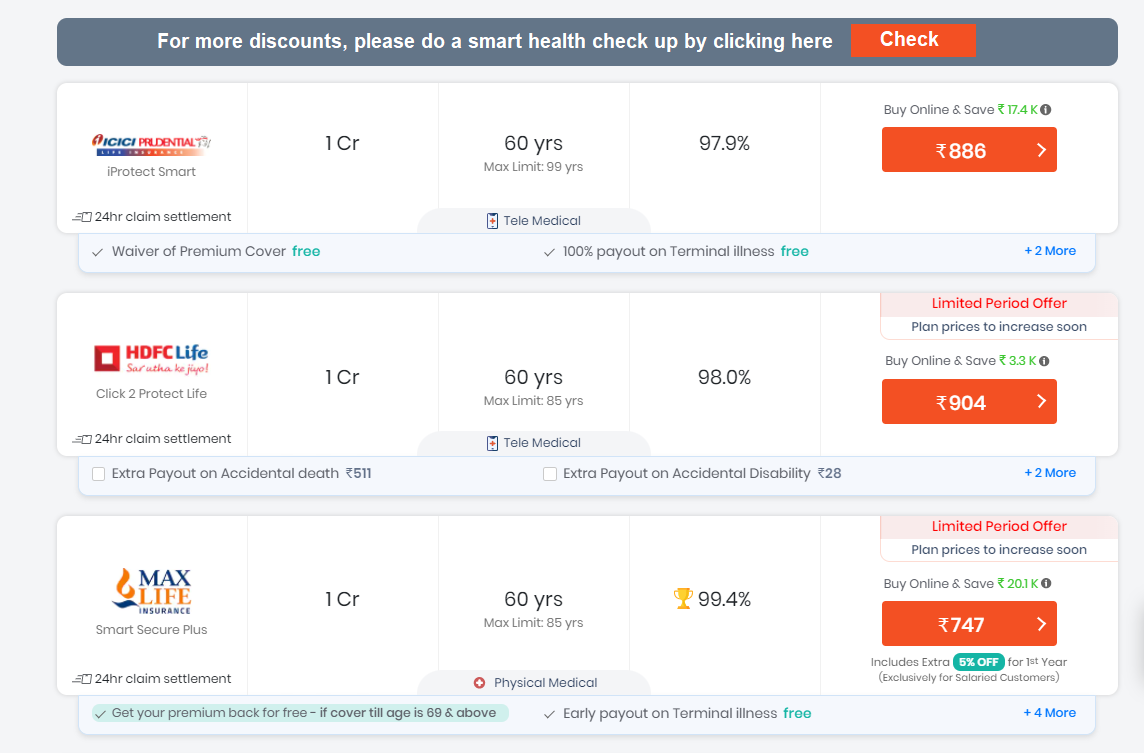 For more discounts, please do a smart health check up by clicking here
Check
ICICI PRUDENTIAL
LIFE INSURANCE
iProtect Smart
24hr claim settlement
1 Cr
60 yrs
Max Limit: 99 yrs
Tele Medical
97.9%
Buy Online & Save ₹ 17.4 K
₹886
Waiver of Premium Cover free
100% payout on Terminal illness free
+ 2 More
HDFC Life
Sar utha ke jiyo!
Click 2 Protect Life
24hr claim settlement
1 Cr
60 yrs
Max Limit: 85 yrs
Tele Medical
98.0%
Limited Period Offer
Plan prices to increase soon
Buy Online & Save ₹ 3.3 K
₹904
Extra Payout on Accidental death ₹511
Extra Payout on Accidental Disability ₹28
+ 2 More
MAX
LIFE
INSURANCE
Smart Secure Plus
24hr claim settlement
1 Cr
60 yrs
Max Limit: 85 yrs
Physical Medical
99.4%
Limited Period Offer
Plan prices to increase soon
Buy Online & Save ₹ 20.1 K
₹747
Includes Extra 5% OFF for 1st Year
(Exclusively for Salaried Customers)
Get your premium back for free - if cover till age is 69 & above
Early payout on Terminal illness free
+ 4 More